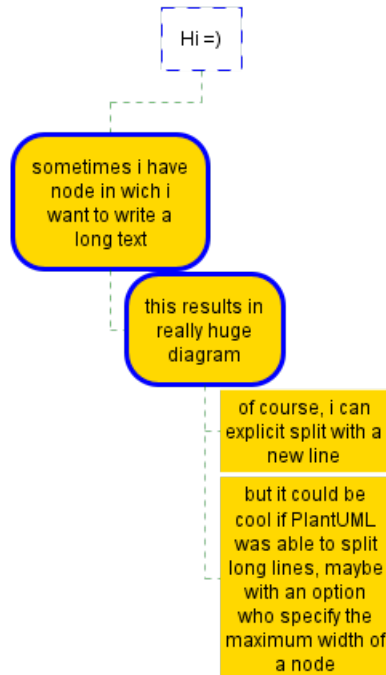 Hi =)
sometimes i have
node in wich i
want to write a
long text
this results in
really huge
diagram
of course, i can
explicit split with a
new line
but it could be
cool if PlantUML
was able to split
long lines, maybe
with an option
who specify the
maximum width of
a node